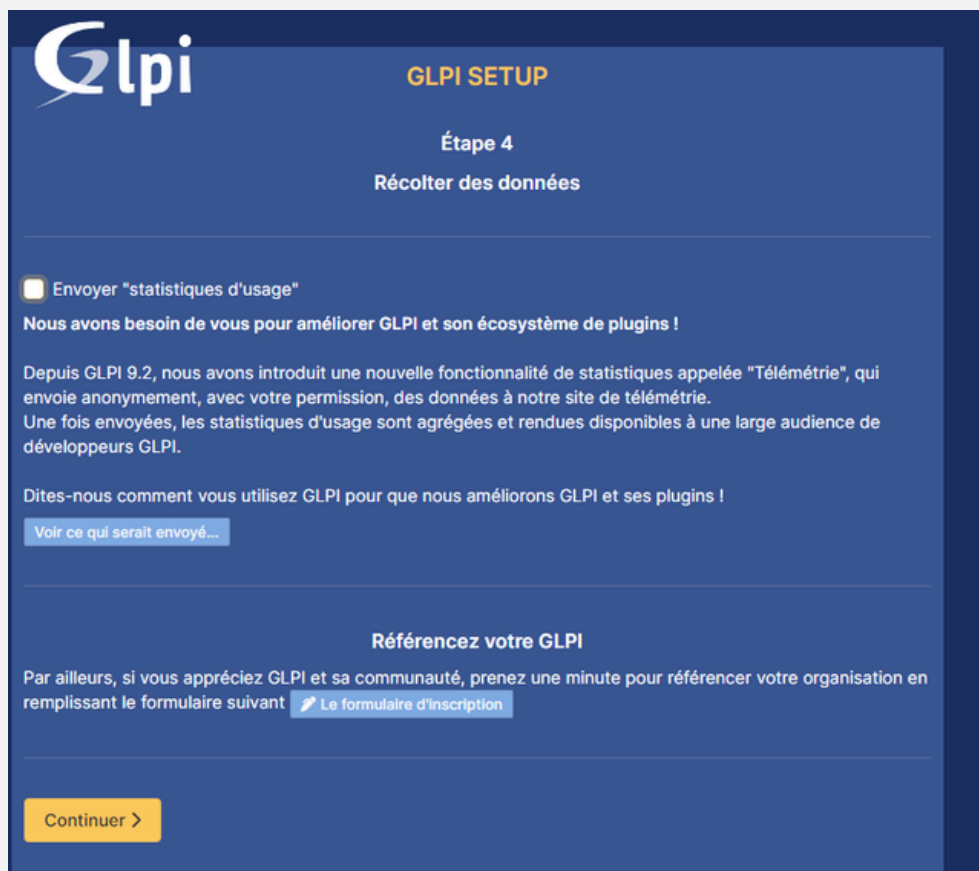 Glpi
GLPI SETUP
Étape 4
Récolter des données
Envoyer "statistiques d'usage"
Nous avons besoin de vous pour améliorer GLPI et son écosystème de plugins !
Depuis GLPI 9.2, nous avons introduit une nouvelle fonctionnalité de statistiques appelée "Télémétrie", qui
envoie anonymement, avec votre permission, des données à notre site de télémétrie.
Une fois envoyées, les statistiques d'usage sont agrégées et rendues disponibles à une large audience de
développeurs GLPI.
Dites-nous comment vous utilisez GLPI pour que nous améliorons GLPI et ses plugins !
Voir ce qui serait envoyé...
Référencez votre GLPI
Par ailleurs, si vous appréciez GLPI et sa communauté, prenez une minute pour référencer votre organisation en
remplissant le formulaire suivant Le formulaire d'inscription
Continuer >